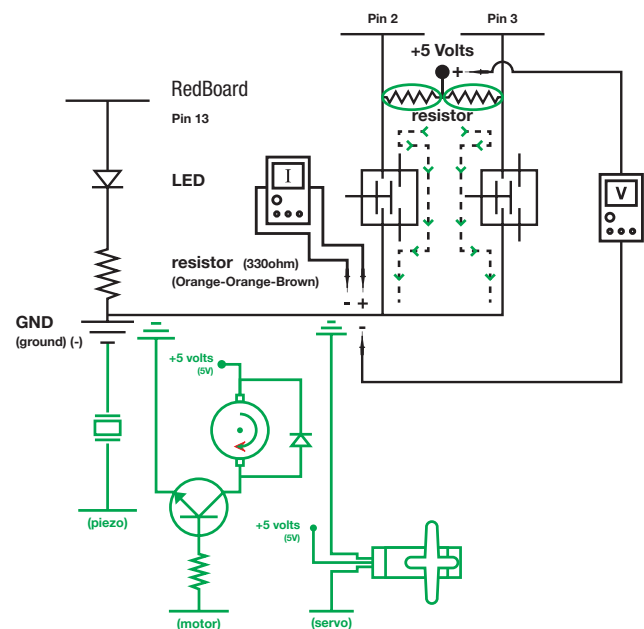 Pin 2
Pin 3
+5 Volts
+
RedBoard
Pin 13
resistor
LED
I
V
resistor (330ohm)
(Orange-Orange-Brown)
- +
GND
(ground) (-)
-
+5 volts
(5V)
+5 volts
(5V)
(piezo)
(motor)
(servo)